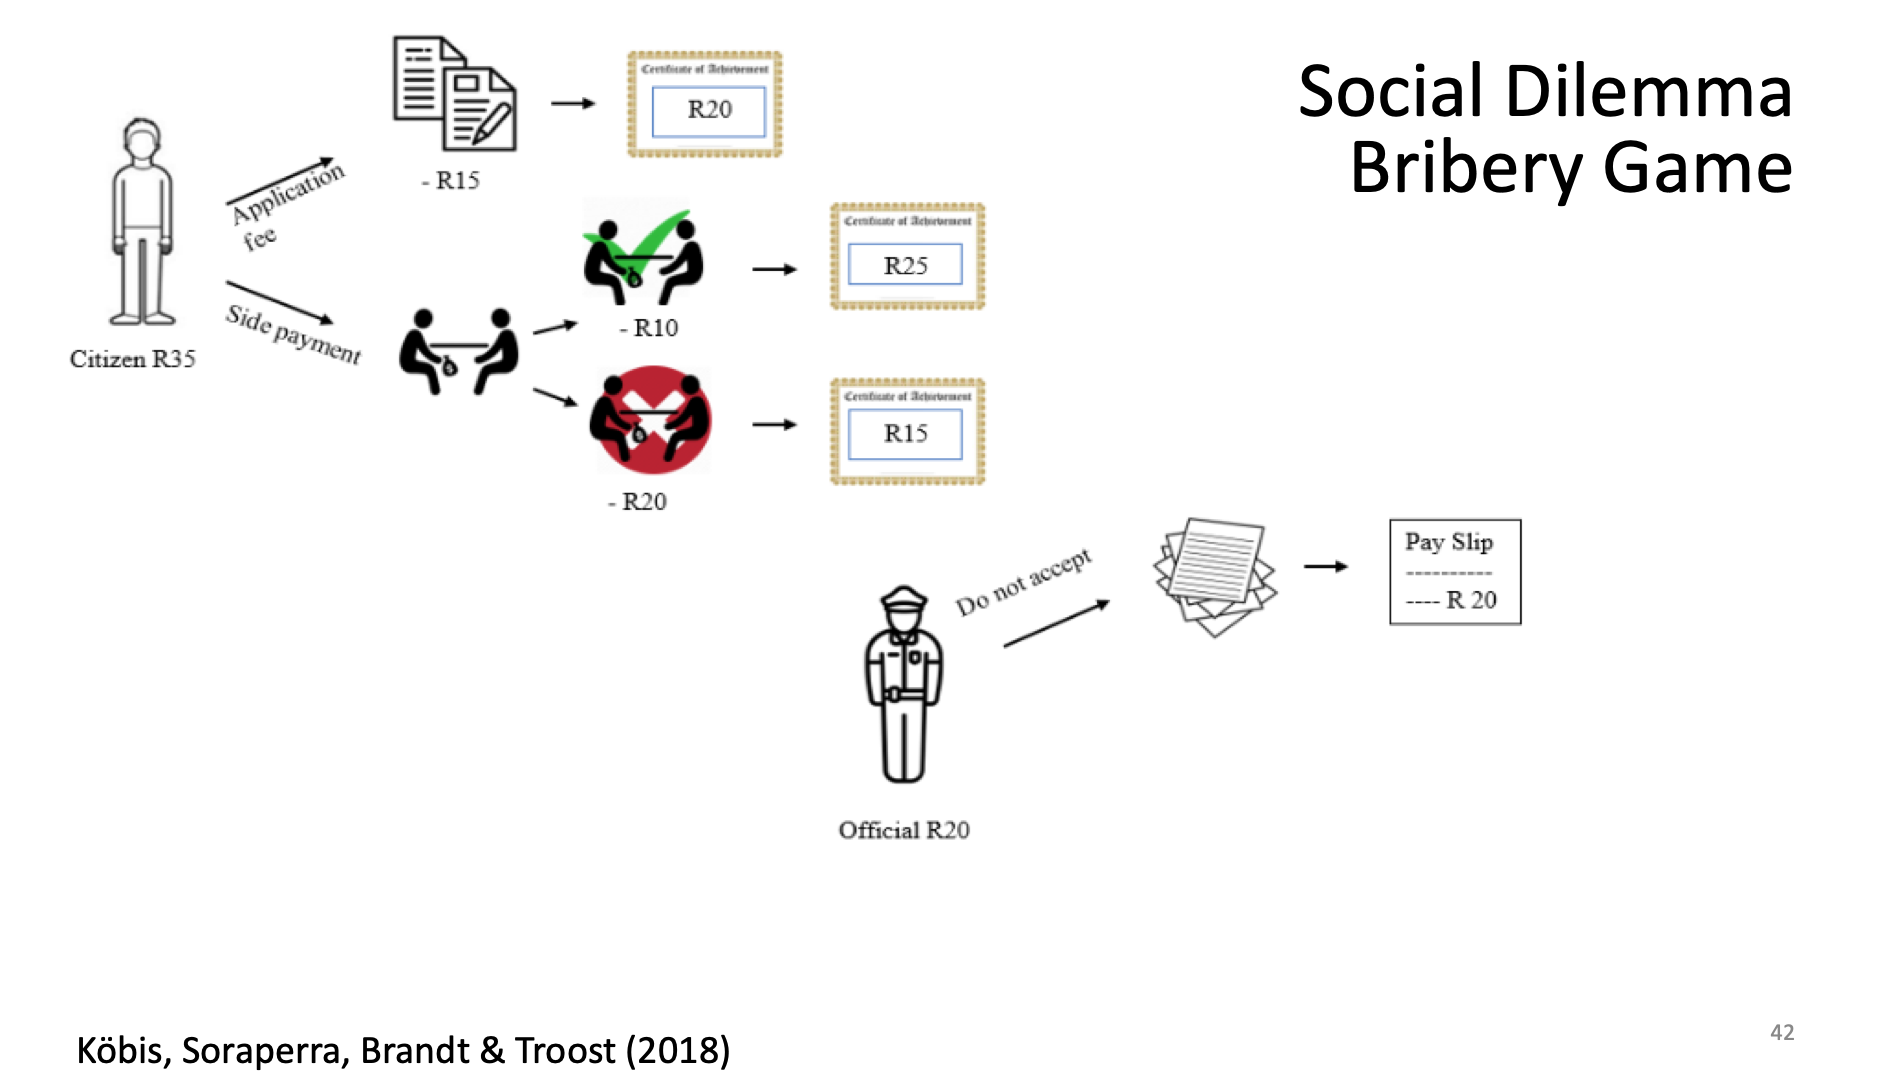 Social Dilemma
Bribery Game
Certificate of Achievement
R20
- R15
Application
fee
Certificate of Achievement
R25
- R10
Side payment
Citizen R35
Certificate of Achievement
R15
- R20
Do not accept
Pay Slip
----------
---- R 20
Official R20
Köbis, Soraperra, Brandt & Troost (2018)
42